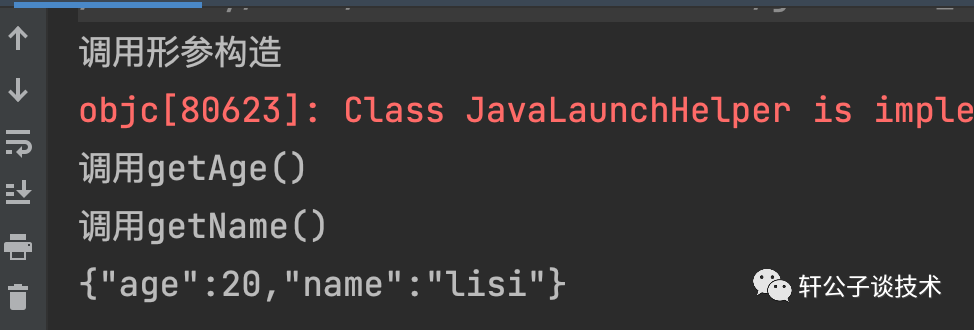 调用形参构造
objc[80623]: Class JavaLaunchHelper is imple
调用getAge()
调用getName()
{"age":20,"name":"lisi"}
轩公子谈技术